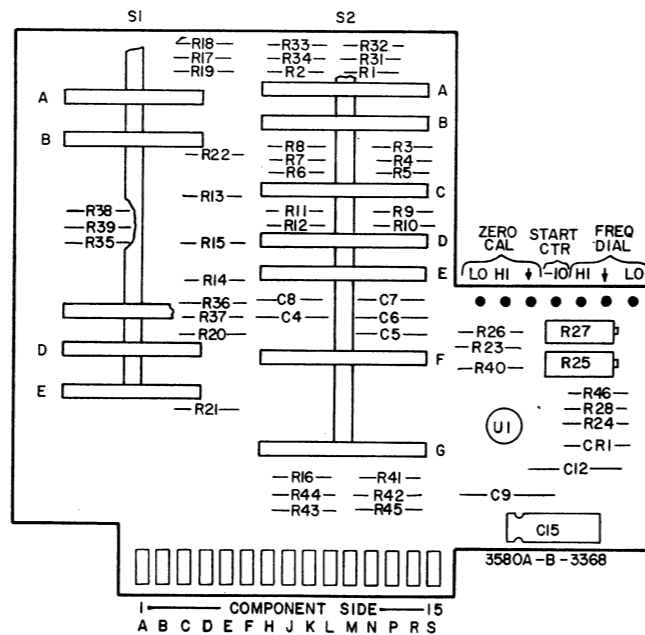 S1 S2
R18 R33 R32
R17 R34 R31
R19 R2 R1
A A
B B
R22 R8 R3
R7 R4
R6 R5
R13 C
R38 R11 R9
R39 R12 R10
R35 R15 D
ZERO CAL START CTR FREQ DIAL
LO HI ↓ -10 HI ↓ LO
R14 E
R36 C8 C7
R37 C4 C6
R20 C5
R26 R27
R23
R40 R25
D F
E
R21
R46
R28
U1 R24
CR1
G
C12
R16 R41
R44 R42 C9
R43 R45
C15
3580A-B-3368
1 COMPONENT SIDE 15
A B C D E F H J K L M N P R S